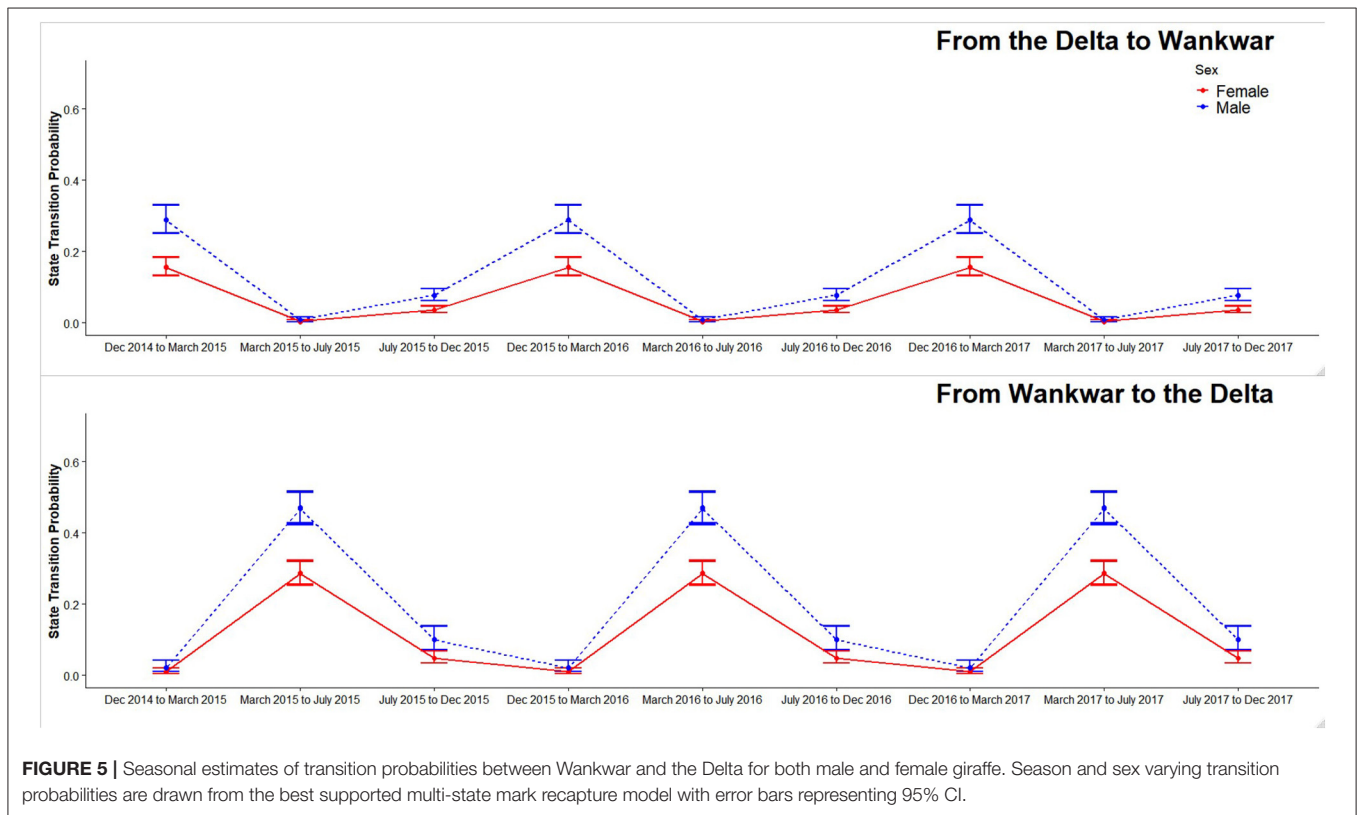 From the Delta to Wankwar
Sex
Female
Male
State Transition Probability
0.6
0.4
0.2
0.0
Dec 2014 to March 2015 March 2015 to July 2015 July 2015 to Dec 2015 Dec 2015 to March 2016 March 2016 to July 2016 July 2016 to Dec 2016 Dec 2016 to March 2017 March 2017 to July 2017 July 2017 to Dec 2017
From Wankwar to the Delta
State Transition Probability
0.6
0.4
0.2
0.0
Dec 2014 to March 2015 March 2015 to July 2015 July 2015 to Dec 2015 Dec 2015 to March 2016 March 2016 to July 2016 July 2016 to Dec 2016 Dec 2016 to March 2017 March 2017 to July 2017 July 2017 to Dec 2017
FIGURE 5 | Seasonal estimates of transition probabilities between Wankwar and the Delta for both male and female giraffe. Season and sex varying transition
probabilities are drawn from the best supported multi-state mark recapture model with error bars representing 95% CI.